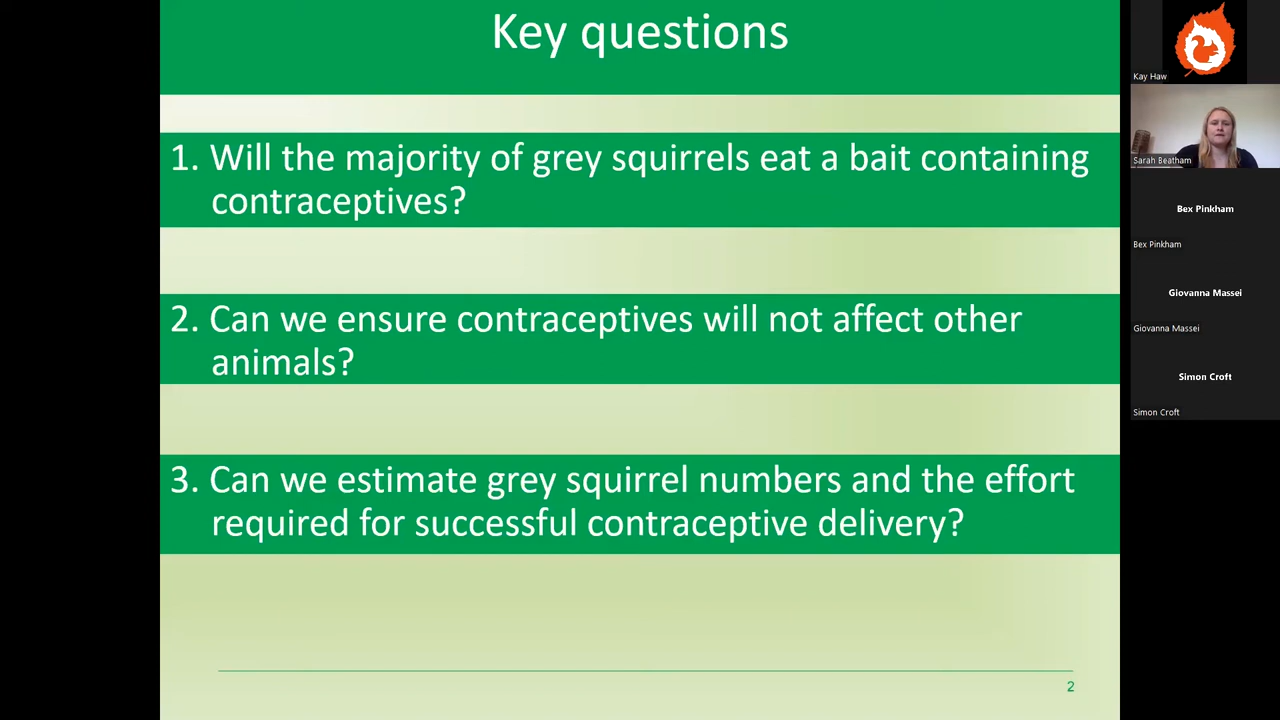 Key questions
1. Will the majority of grey squirrels eat a bait containing
contraceptives?
2. Can we ensure contraceptives will not affect other
animals?
3. Can we estimate grey squirrel numbers and the effort
required for successful contraceptive delivery?
2
Kay Haw
Sarah Beatham
Bex Pinkham
Bex Pinkham
Giovanna Massei
Giovanna Massei
Simon Croft
Simon Croft